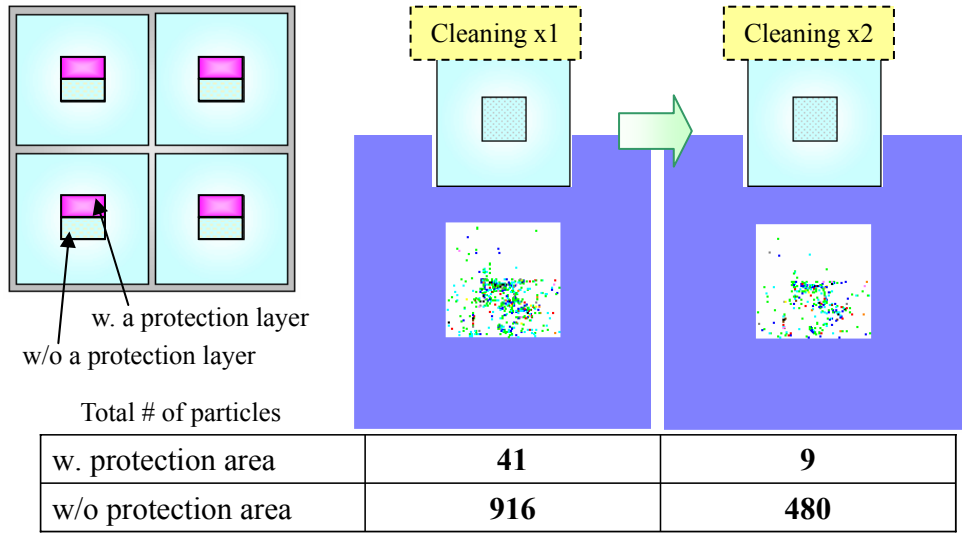 Cleaning x1
Cleaning x2
w. a protection layer
w/o a protection layer
Total # of particles
w. protection area 41 9
w/o protection area 916 480